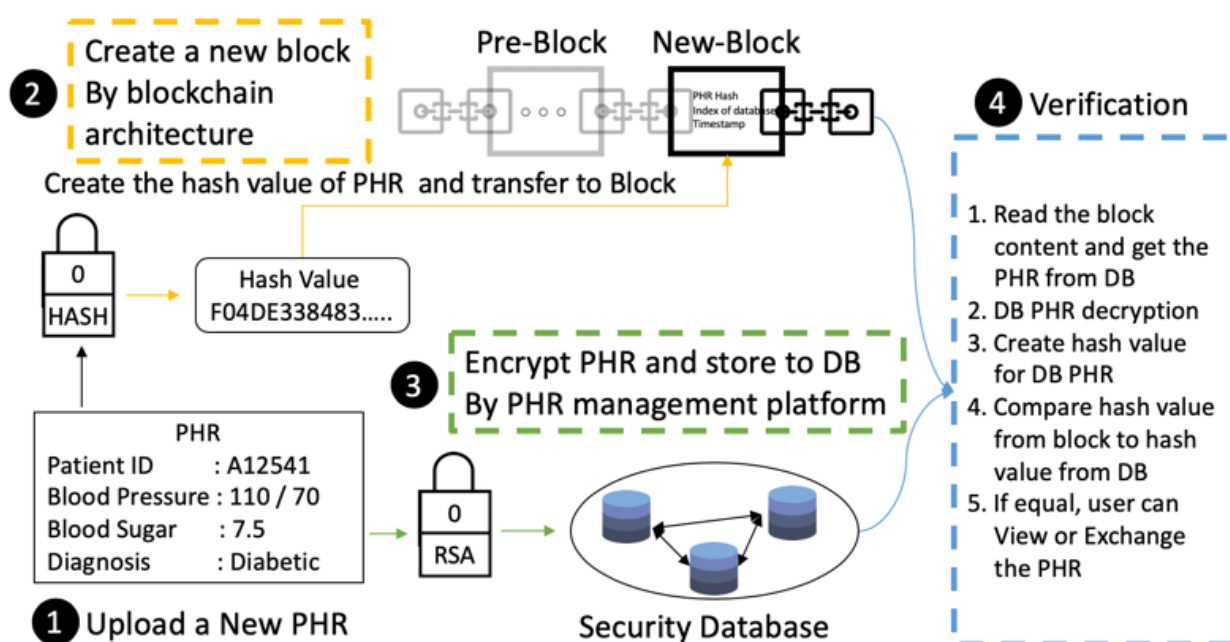 2
Create a new block
By blockchain
architecture
Pre-Block
New-Block
PHR Hash
Index of database
Timestamp
Create the hash value of PHR and transfer to Block
0
HASH
Hash Value
F04DE338483.....
3
Encrypt PHR and store to DB
By PHR management platform
PHR
Patient ID : A12541
Blood Pressure : 110 / 70
Blood Sugar : 7.5
Diagnosis : Diabetic
0
RSA
1 Upload a New PHR
Security Database
4 Verification
1. Read the block
content and get the
PHR from DB
2. DB PHR decryption
3. Create hash value
for DB PHR
4. Compare hash value
from block to hash
value from DB
5. If equal, user can
View or Exchange
the PHR